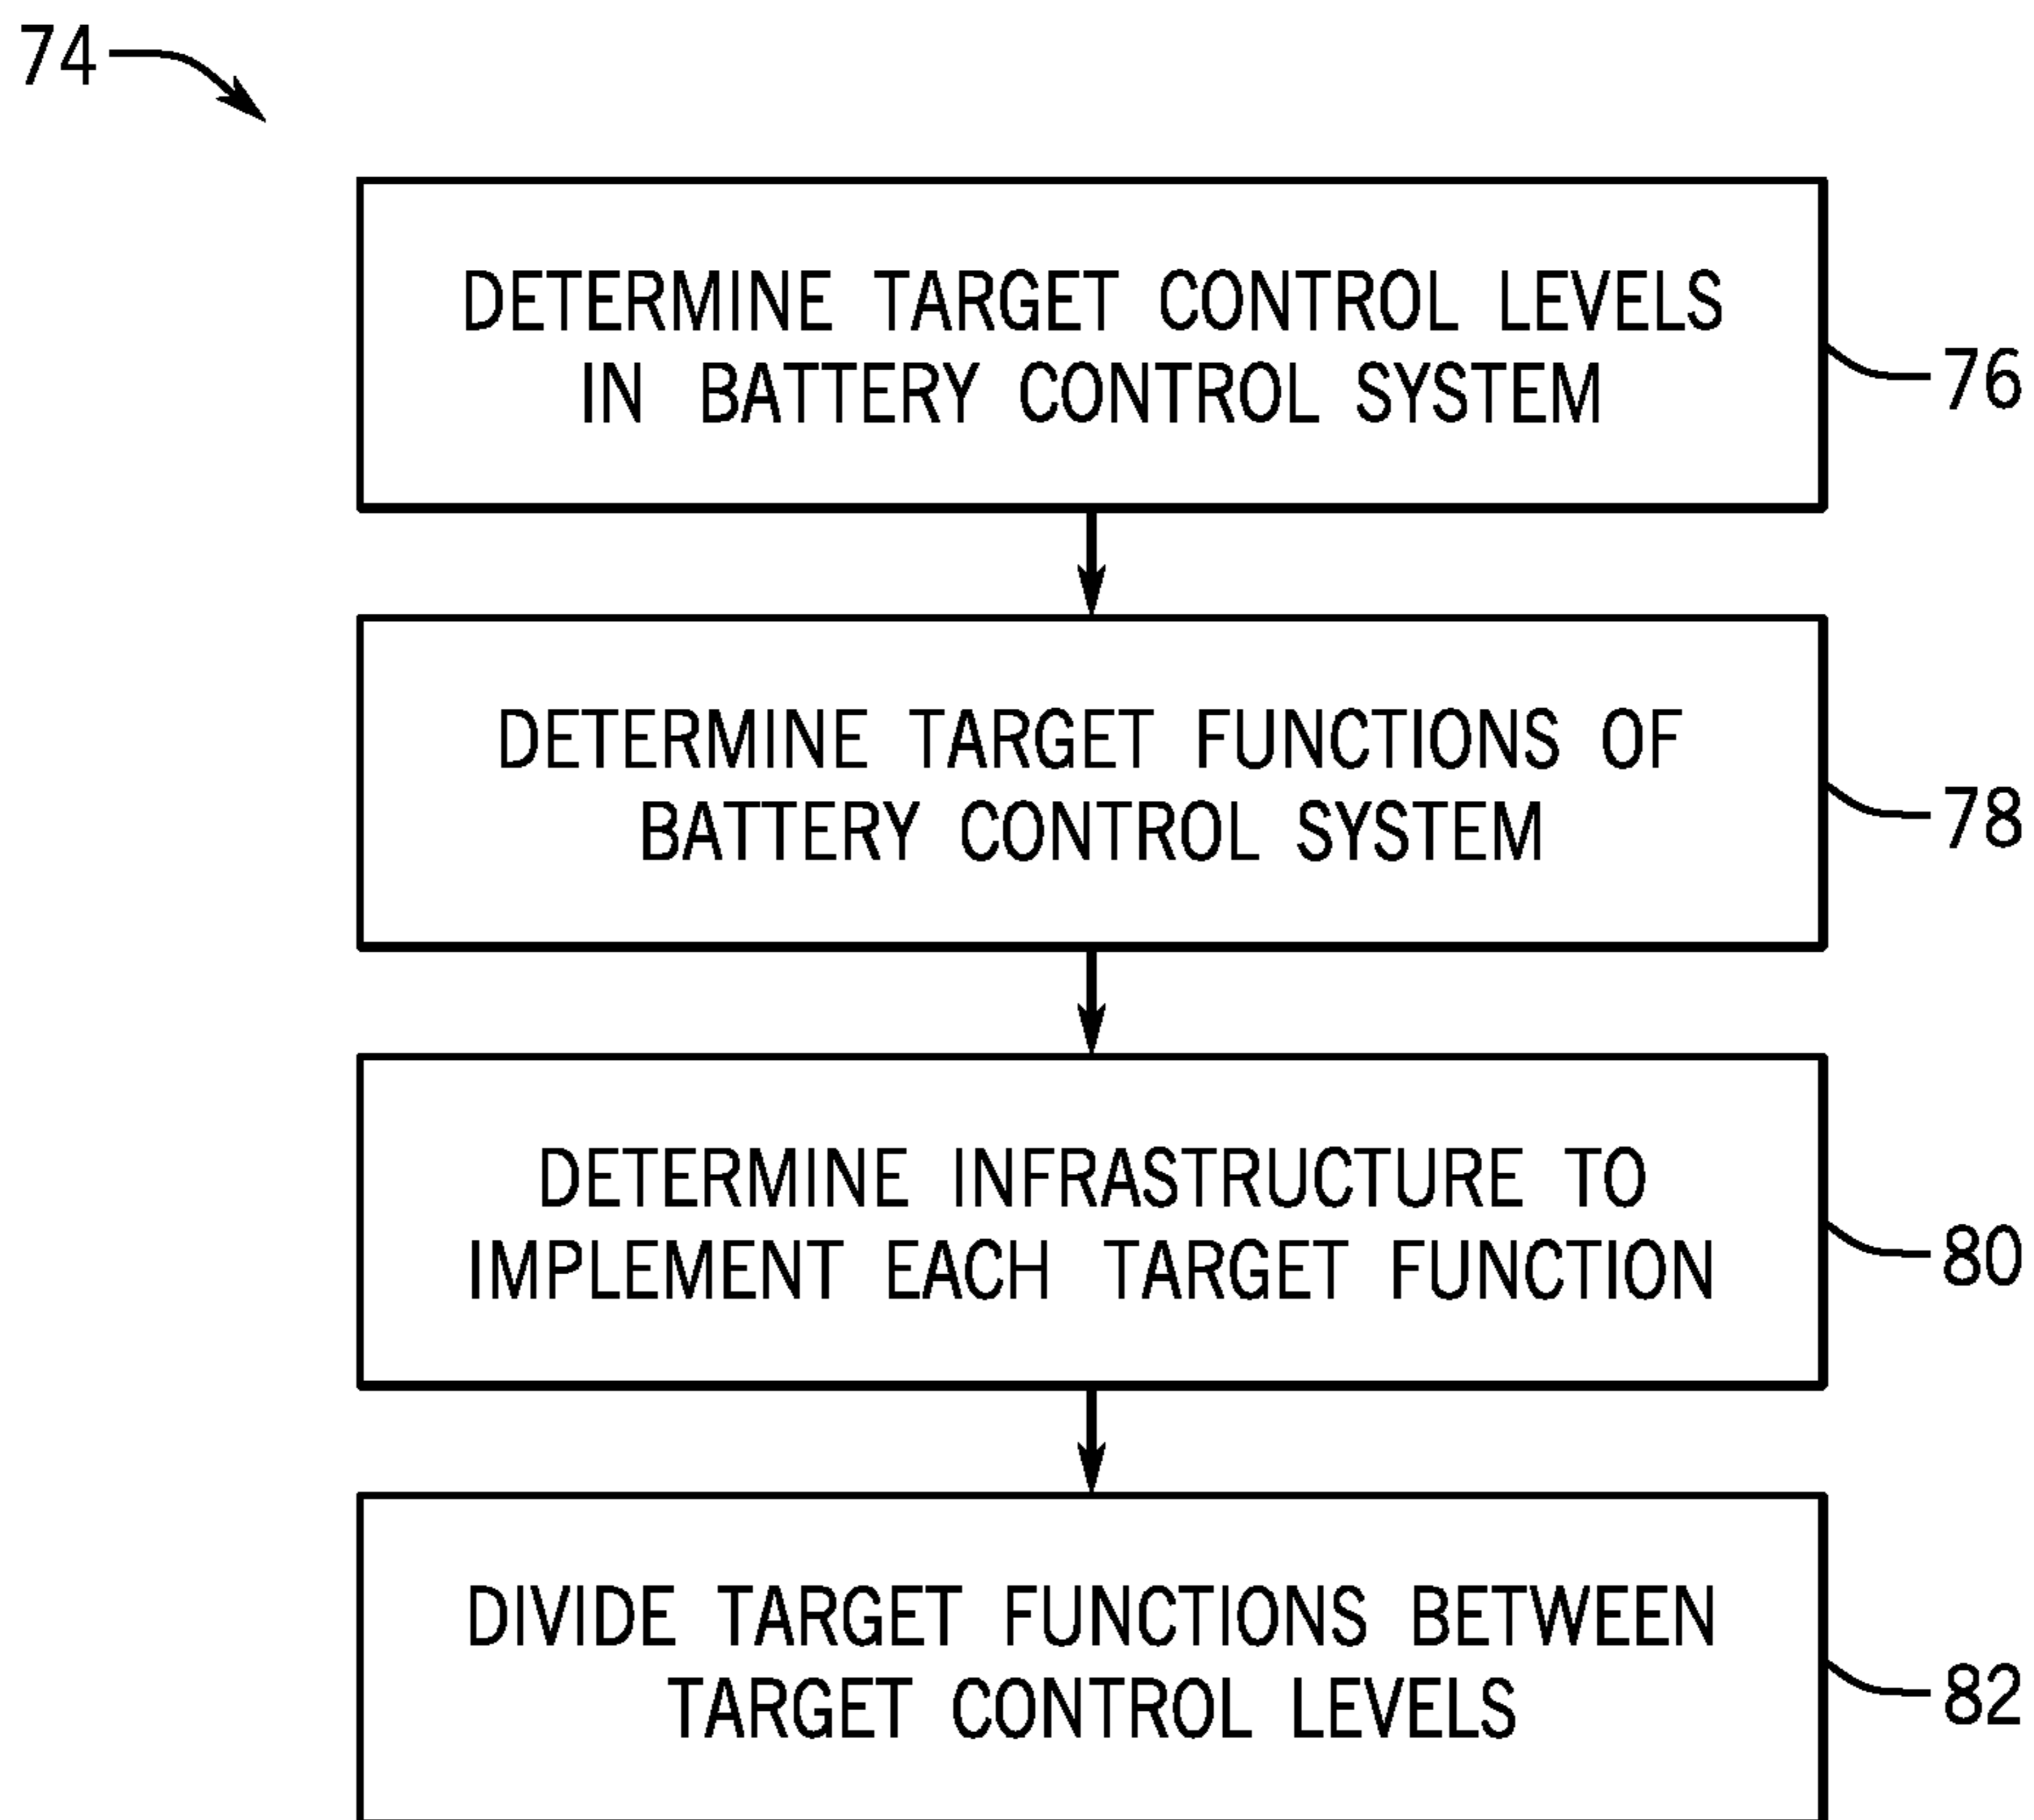 74
DETERMINE TARGET CONTROL LEVELS
IN BATTERY CONTROL SYSTEM
76
DETERMINE TARGET FUNCTIONS OF
BATTERY CONTROL SYSTEM
78
DETERMINE INFRASTRUCTURE TO
IMPLEMENT EACH TARGET FUNCTION
80
DIVIDE TARGET FUNCTIONS BETWEEN
TARGET CONTROL LEVELS
82